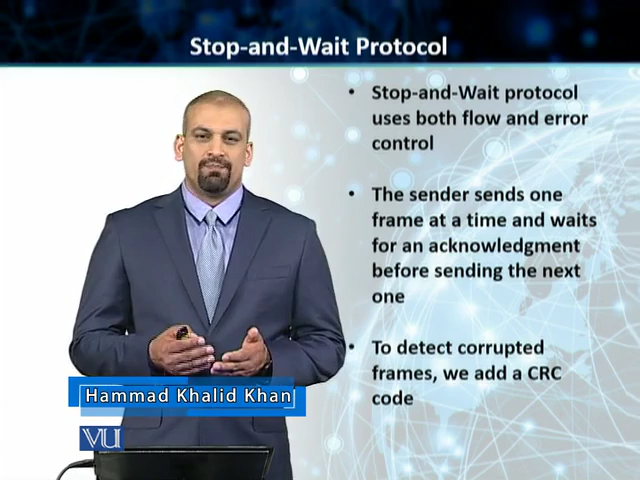 Stop-and-Wait Protocol
• Stop-and-Wait protocol
uses both flow and error
control
• The sender sends one
frame at a time and waits
for an acknowledgment
before sending the next
one
• To detect corrupted
frames, we add a CRC
code
Hammad Khalid Khan
VU